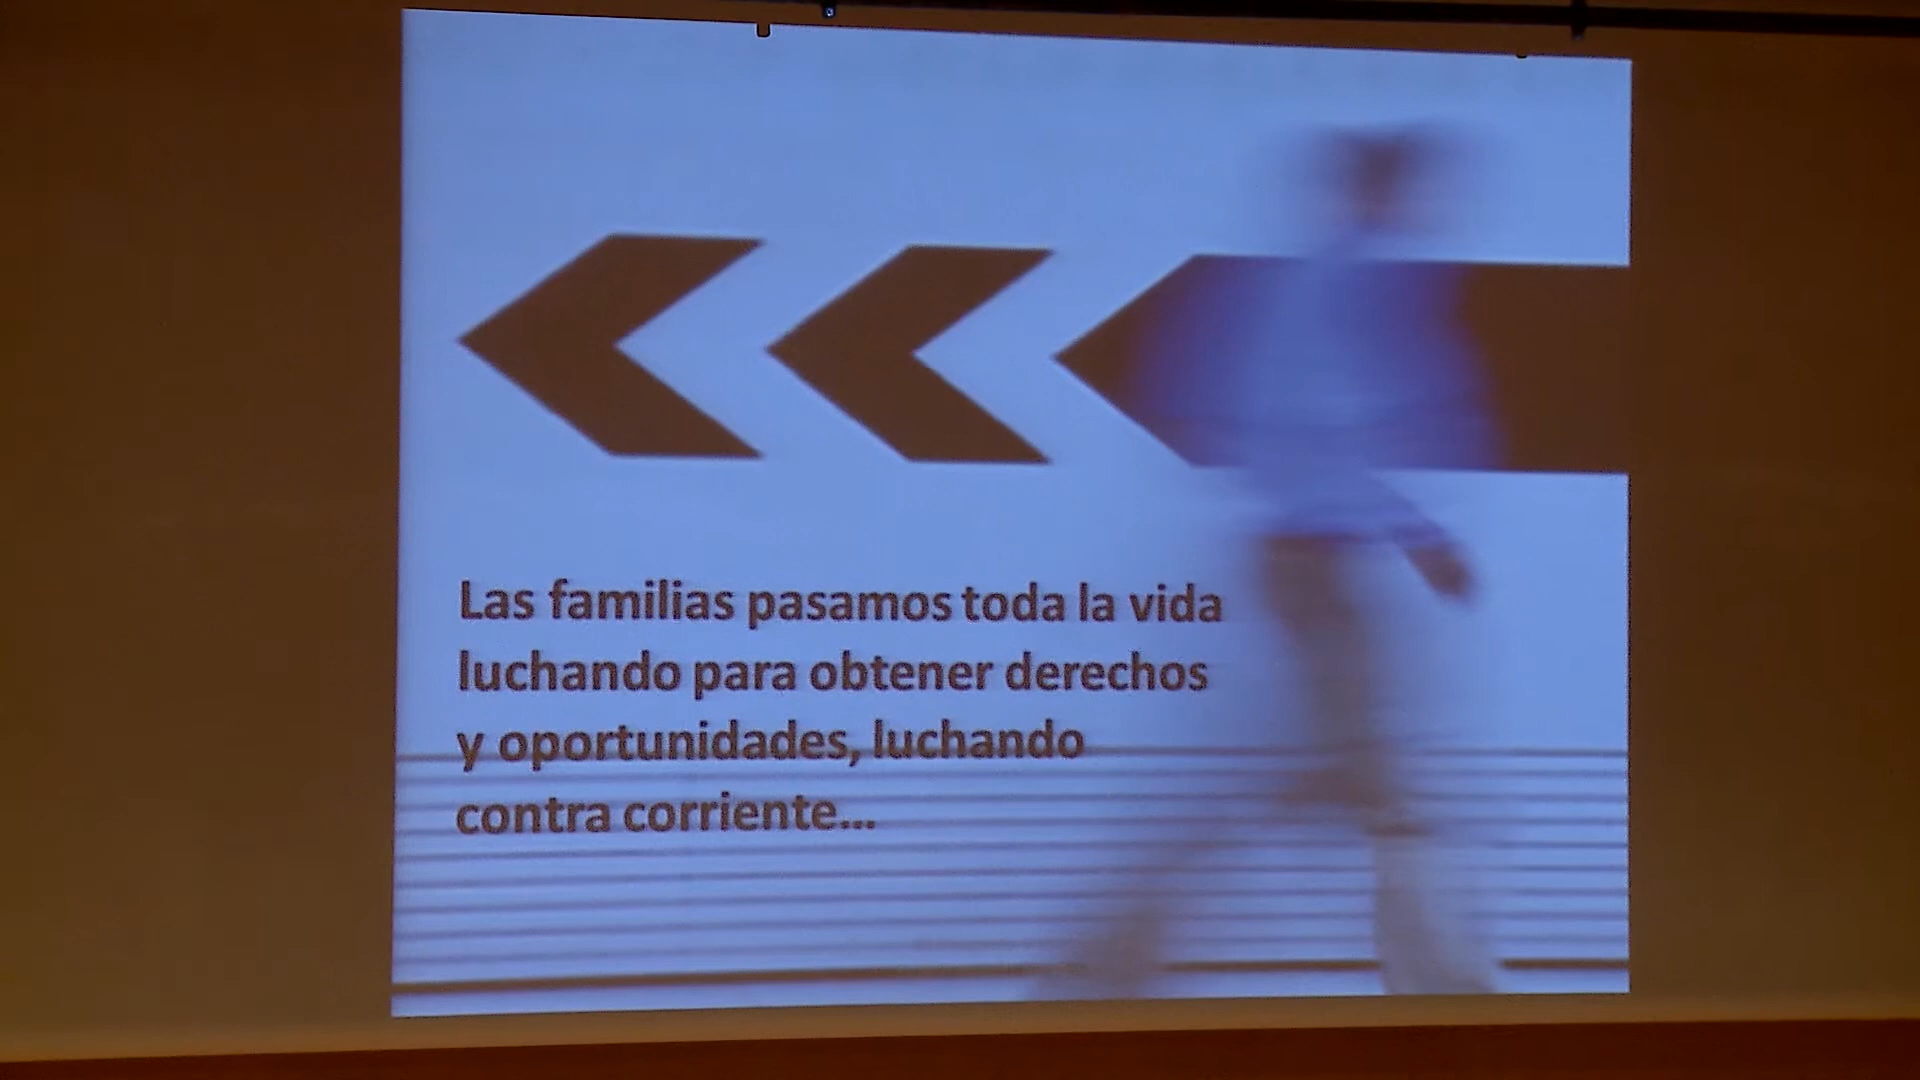 Las familias pasamos toda la vida
luchando para obtener derechos
y oportunidades, luchando
contra corriente...